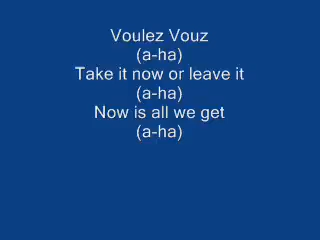 Voulez Vouz
(a-ha)
Take it now or leave it
(a-ha)
Now is all we get
(a-ha)